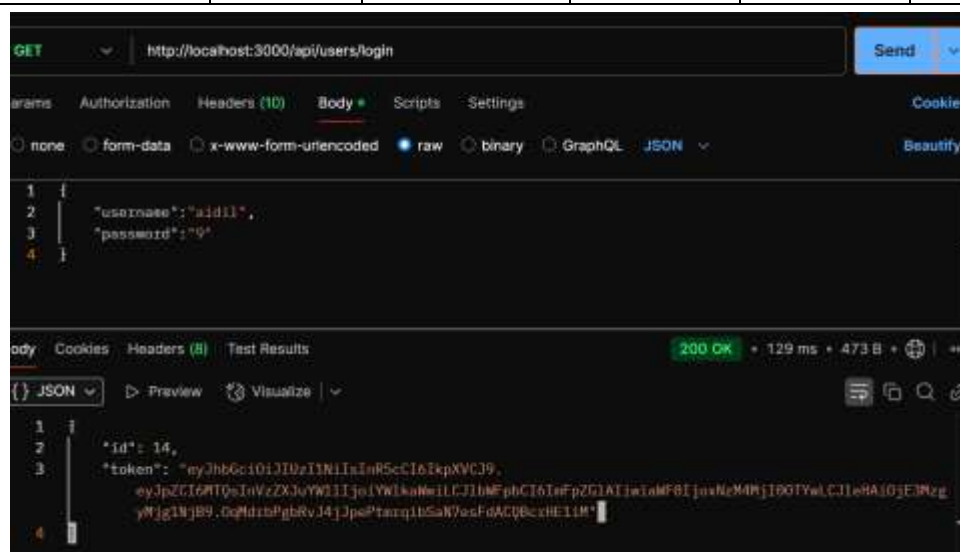 GET http://localhost:3000/api/users/login Send
arams Authorization Headers (10) Body Scripts Settings Cookie
none form-data x-www-form-urlencoded raw binary GraphQL JSON Beautify
1 {
2 "username":"aidil",
3 "password":"9"
4 }
ody Cookies Headers (8) Test Results 200 OK • 129 ms • 473 B
{} JSON Preview Visualize
1 {
2 "id": 14,
3 "token":
4 }